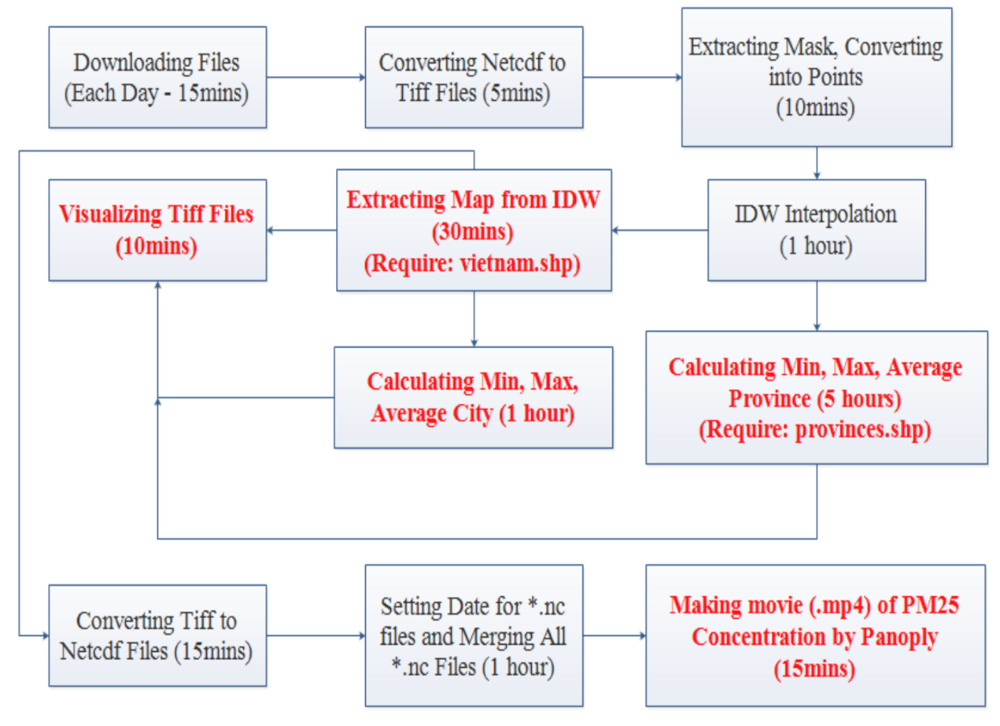 Downloading Files
(Each Day - 15mins)
Converting Netcdf to
Tiff Files (5mins)
Extracting Mask, Converting
into Points
(10mins)
Visualizing Tiff Files
(10mins)
Extracting Map from IDW
(30mins)
(Require: vietnam.shp)
IDW Interpolation
(1 hour)
Calculating Min, Max,
Average City (1 hour)
Calculating Min, Max, Average
Province (5 hours)
(Require: provinces.shp)
Converting Tiff to
Netcdf Files (15mins)
Setting Date for *.nc
files and Merging All
*.nc Files (1 hour)
Making movie (.mp4) of PM25
Concentration by Panoply
(15mins)